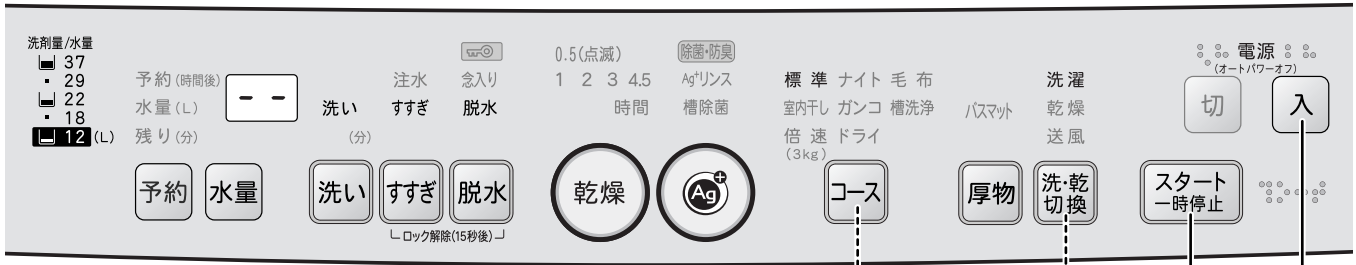 洗剤量/水量
37
29
22
18
12 (L)
予約(時間後)
水量(L)
残り(分)
--
洗い
(分)
注水
すすぎ
念入り
脱水
0.5(点滅)
1 2 3 4.5
時間
除菌・防臭
Ag⁺リンス
槽除菌
標準 ナイト 毛布
室内干し ガンコ 槽洗浄
倍速 ドライ
(3kg)
バスマット
洗濯
乾燥
送風
電源
(オートパワーオフ)
切
入
予約
水量
洗い
すすぎ
脱水
ロック解除(15秒後)
乾燥
Ag+
コース
厚物
洗・乾
切換
スタート
一時停止